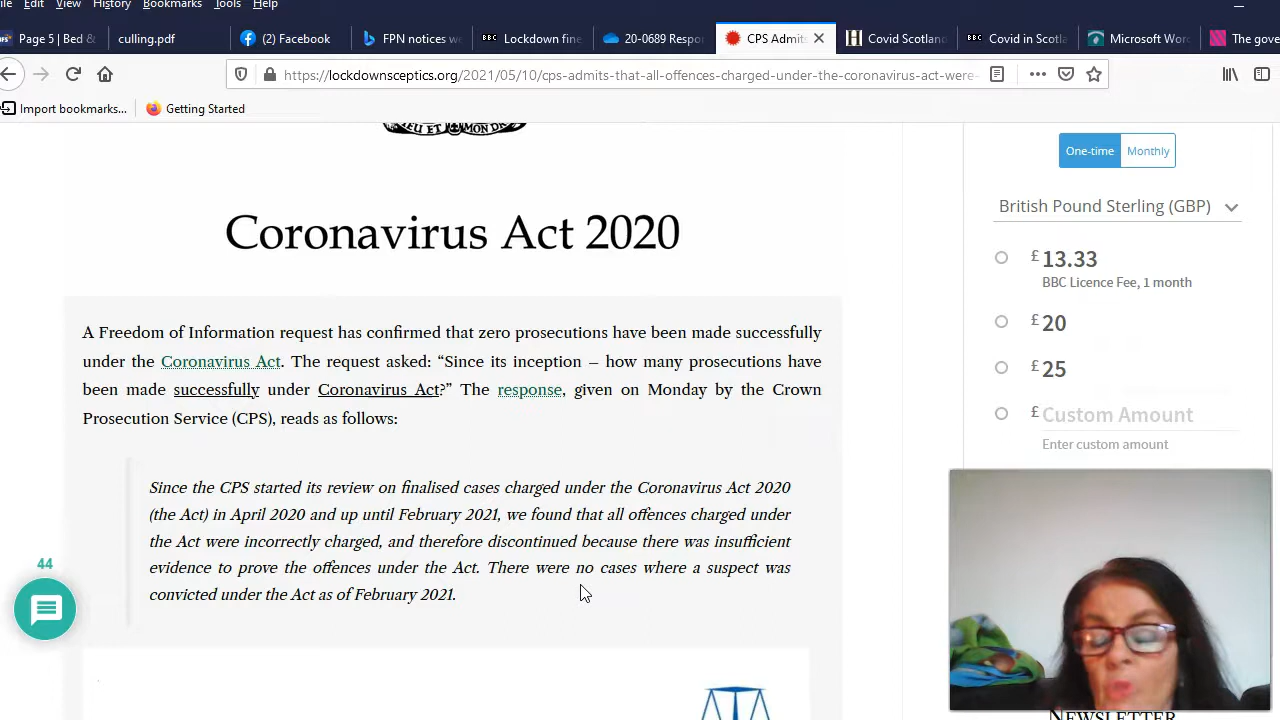 File Edit View History Bookmarks Tools Help
Page 5 | Bed &
culling.pdf
(2) Facebook
FPN notices we
BBC Lockdown fine
20-0689 Respo
CPS Admit
Covid Scotland
BBC Covid in Scotla
Microsoft Word
The gove
https://lockdownsceptics.org/2021/05/10/cps-admits-that-all-offences-charged-under-the-coronavirus-act-were-
Import bookmarks... Getting Started
EU ET MON D
Coronavirus Act 2020
A Freedom of Information request has confirmed that zero prosecutions have been made successfully
under the Coronavirus Act. The request asked: “Since its inception – how many prosecutions have
been made successfully under Coronavirus Act?” The response, given on Monday by the Crown
Prosecution Service (CPS), reads as follows:
Since the CPS started its review on finalised cases charged under the Coronavirus Act 2020
(the Act) in April 2020 and up until February 2021, we found that all offences charged under
the Act were incorrectly charged, and therefore discontinued because there was insufficient
evidence to prove the offences under the Act. There were no cases where a suspect was
convicted under the Act as of February 2021.
44
One-time Monthly
British Pound Sterling (GBP)
£ 13.33
BBC Licence Fee, 1 month
£ 20
£ 25
£ Custom Amount
Enter custom amount
NEWSLETTER